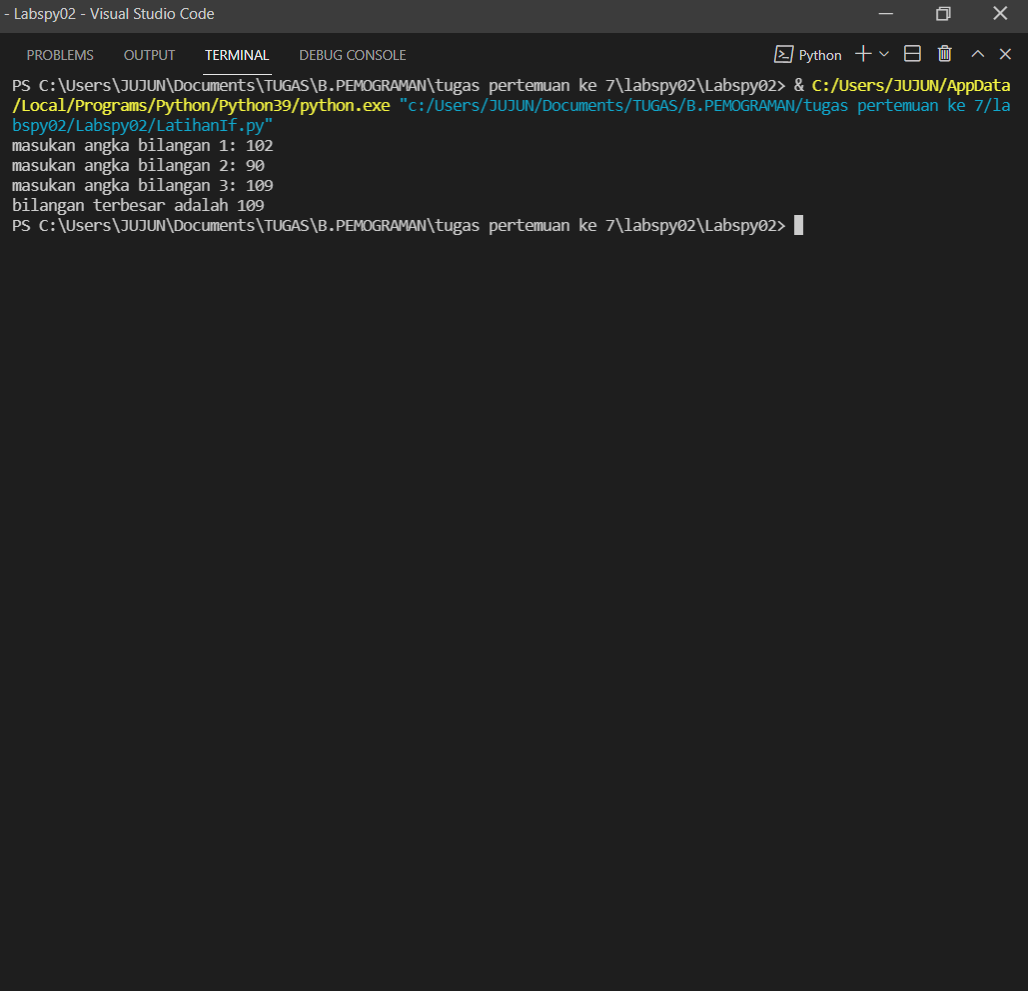 - Labspy02 - Visual Studio Code
PROBLEMS OUTPUT TERMINAL DEBUG CONSOLE Python
PS C:\Users\JUJUN\Documents\TUGAS\B.PEMOGRAMAN\tugas pertemuan ke 7\labspy02\Labspy02> & C:/Users/JUJUN/AppData
/Local/Programs/Python/Python39/python.exe "c:/Users/JUJUN/Documents/TUGAS/B.PEMOGRAMAN/tugas pertemuan ke 7/la
bspy02/Labspy02/LatihanIf.py"
masukan angka bilangan 1: 102
masukan angka bilangan 2: 90
masukan angka bilangan 3: 109
bilangan terbesar adalah 109
PS C:\Users\JUJUN\Documents\TUGAS\B.PEMOGRAMAN\tugas pertemuan ke 7\labspy02\Labspy02>